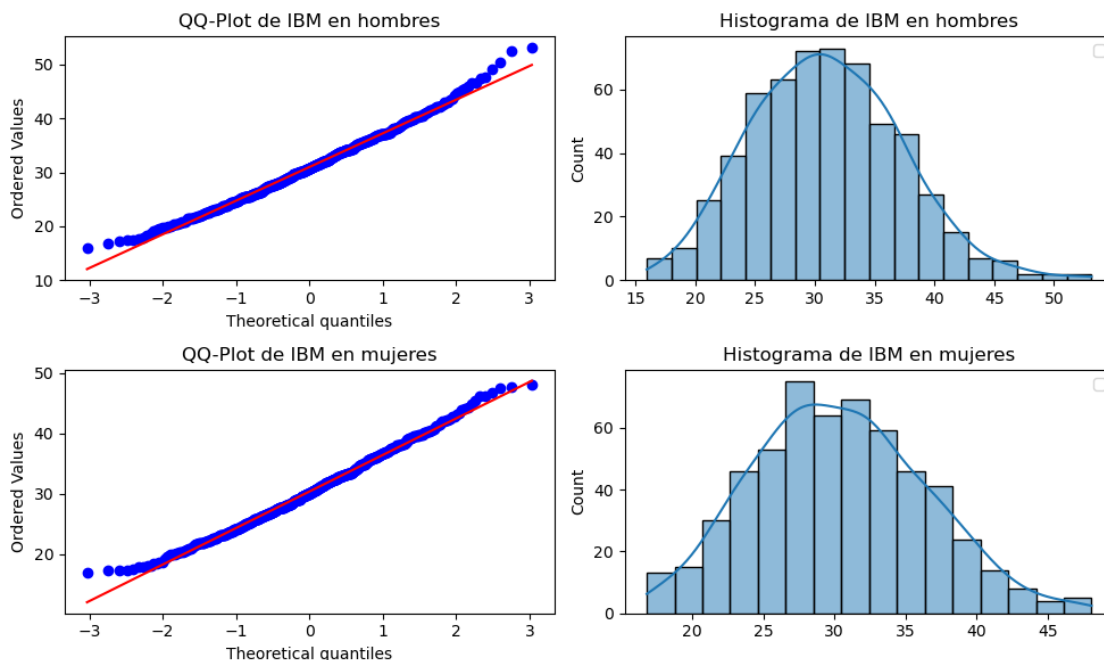 QQ-Plot de IBM en hombres
Histograma de IBM en hombres
Ordered Values
50
40
30
20
10
−3 −2 −1 0 1 2 3
Theoretical quantiles
Count
60
40
20
0
15 20 25 30 35 40 45 50
QQ-Plot de IBM en mujeres
Histograma de IBM en mujeres
Ordered Values
50
40
30
20
−3 −2 −1 0 1 2 3
Theoretical quantiles
Count
60
40
20
0
20 25 30 35 40 45